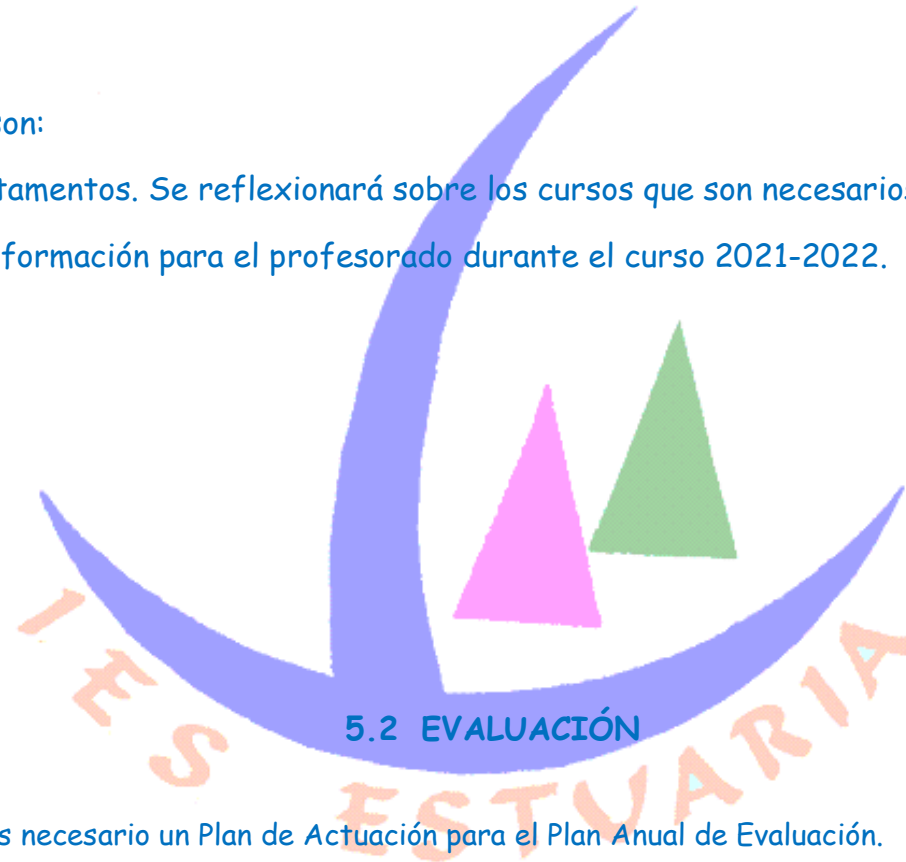 con:
tamentos. Se reflexionará sobre los cursos que son necesarios
formación para el profesorado durante el curso 2021-2022.
5.2 EVALUACIÓN
s necesario un Plan de Actuación para el Plan Anual de Evaluación.
IES ESTUARIA